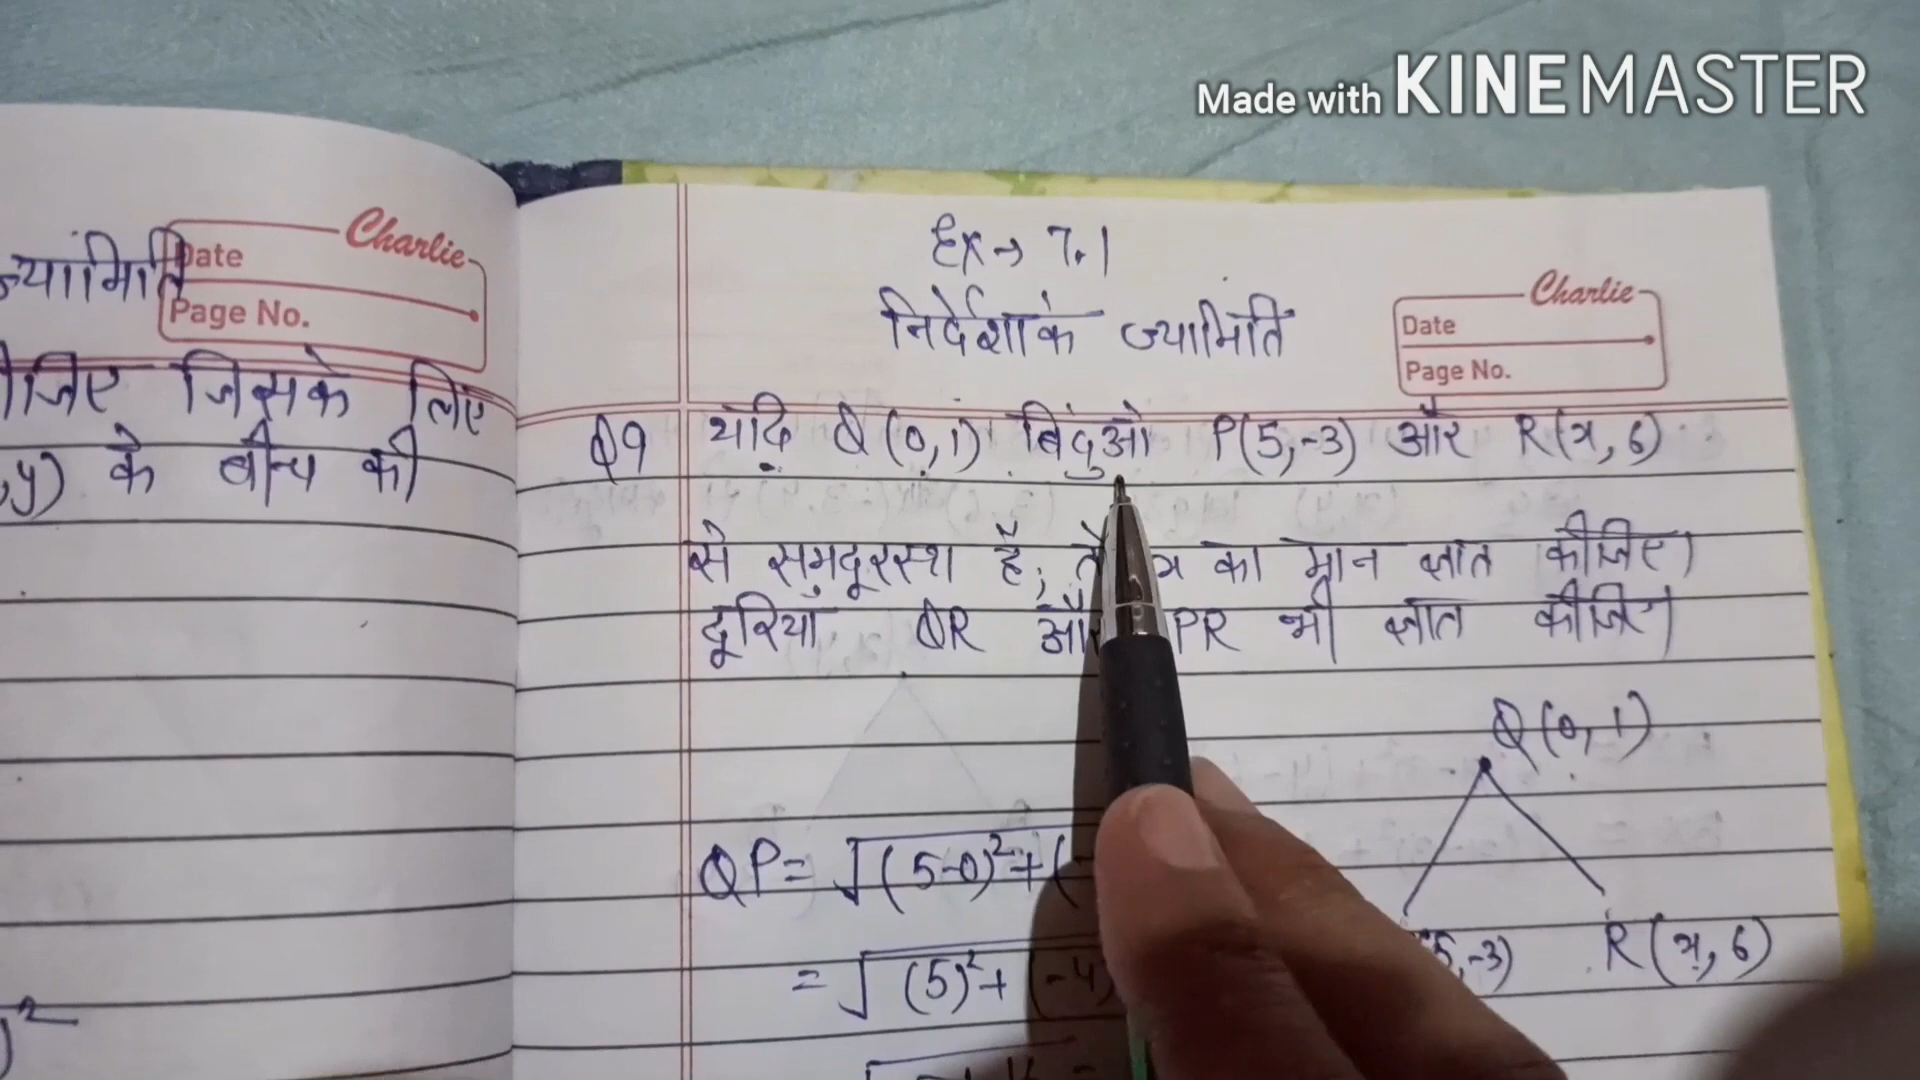 Made with KINEMASTER
Charlie
Date
Page No.
जिसके लिए
y) के बीच की
Ex→ 7.1
निर्देशांक ज्यामिति
Charlie
Date
Page No.
Q9 यदि Q(0,1) बिंदुओ P(5,-3) और R(x,6)
से समदूरस्थ है, x का मान ज्ञात कीजिए।
दूरियाँ QR और PR भी ज्ञात कीजिए।
Q(0,1)
QP= √(5-0)²+(
5,-3) R(x,6)
= √(5)²+(-4)